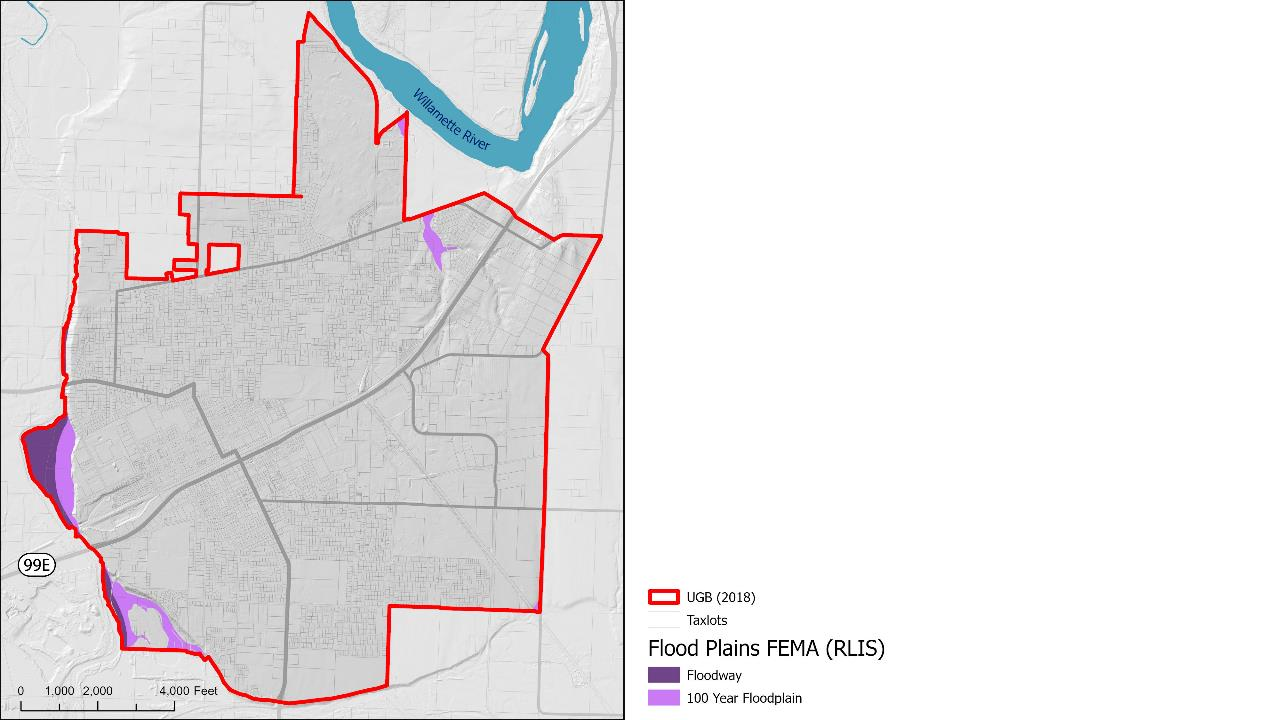 Willamette River
99E
0 1,000 2,000 4,000 Feet
UGB (2018)
Taxlots
Flood Plains FEMA (RLIS)
Floodway
100 Year Floodplain